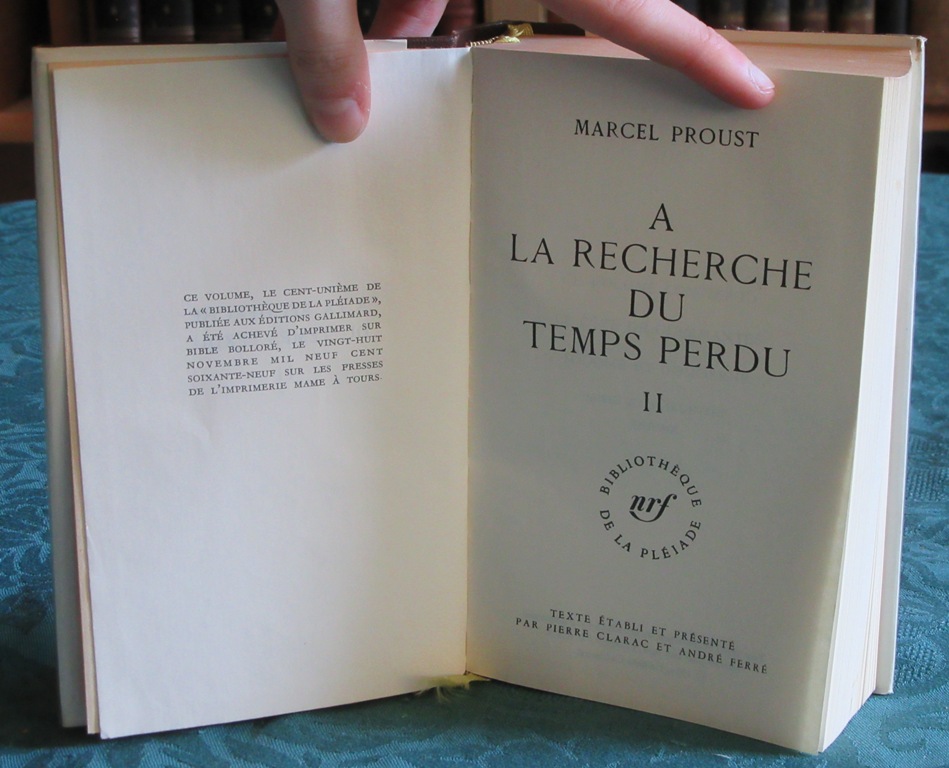 CE VOLUME, LE CENT-UNIÈME DE
LA « BIBLIOTHÈQUE DE LA PLÉIADE »,
PUBLIÉE AUX ÉDITIONS GALLIMARD,
A ÉTÉ ACHEVÉ D'IMPRIMER SUR
BIBLE BOLLORÉ, LE VINGT-HUIT
NOVEMBRE MIL NEUF CENT
SOIXANTE-NEUF SUR LES PRESSES
DE L'IMPRIMERIE MAME À TOURS.
MARCEL PROUST
A
LA RECHERCHE
DU
TEMPS PERDU
II
BIBLIOTHÈQUE
nrf
DE LA PLÉIADE
TEXTE ÉTABLI ET PRÉSENTÉ
PAR PIERRE CLARAC ET ANDRÉ FERRÉ